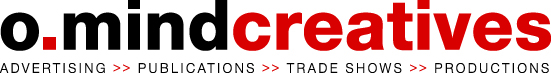 o.mindcreatives
ADVERTISING >> PUBLICATIONS >> TRADE SHOWS >> PRODUCTIONS